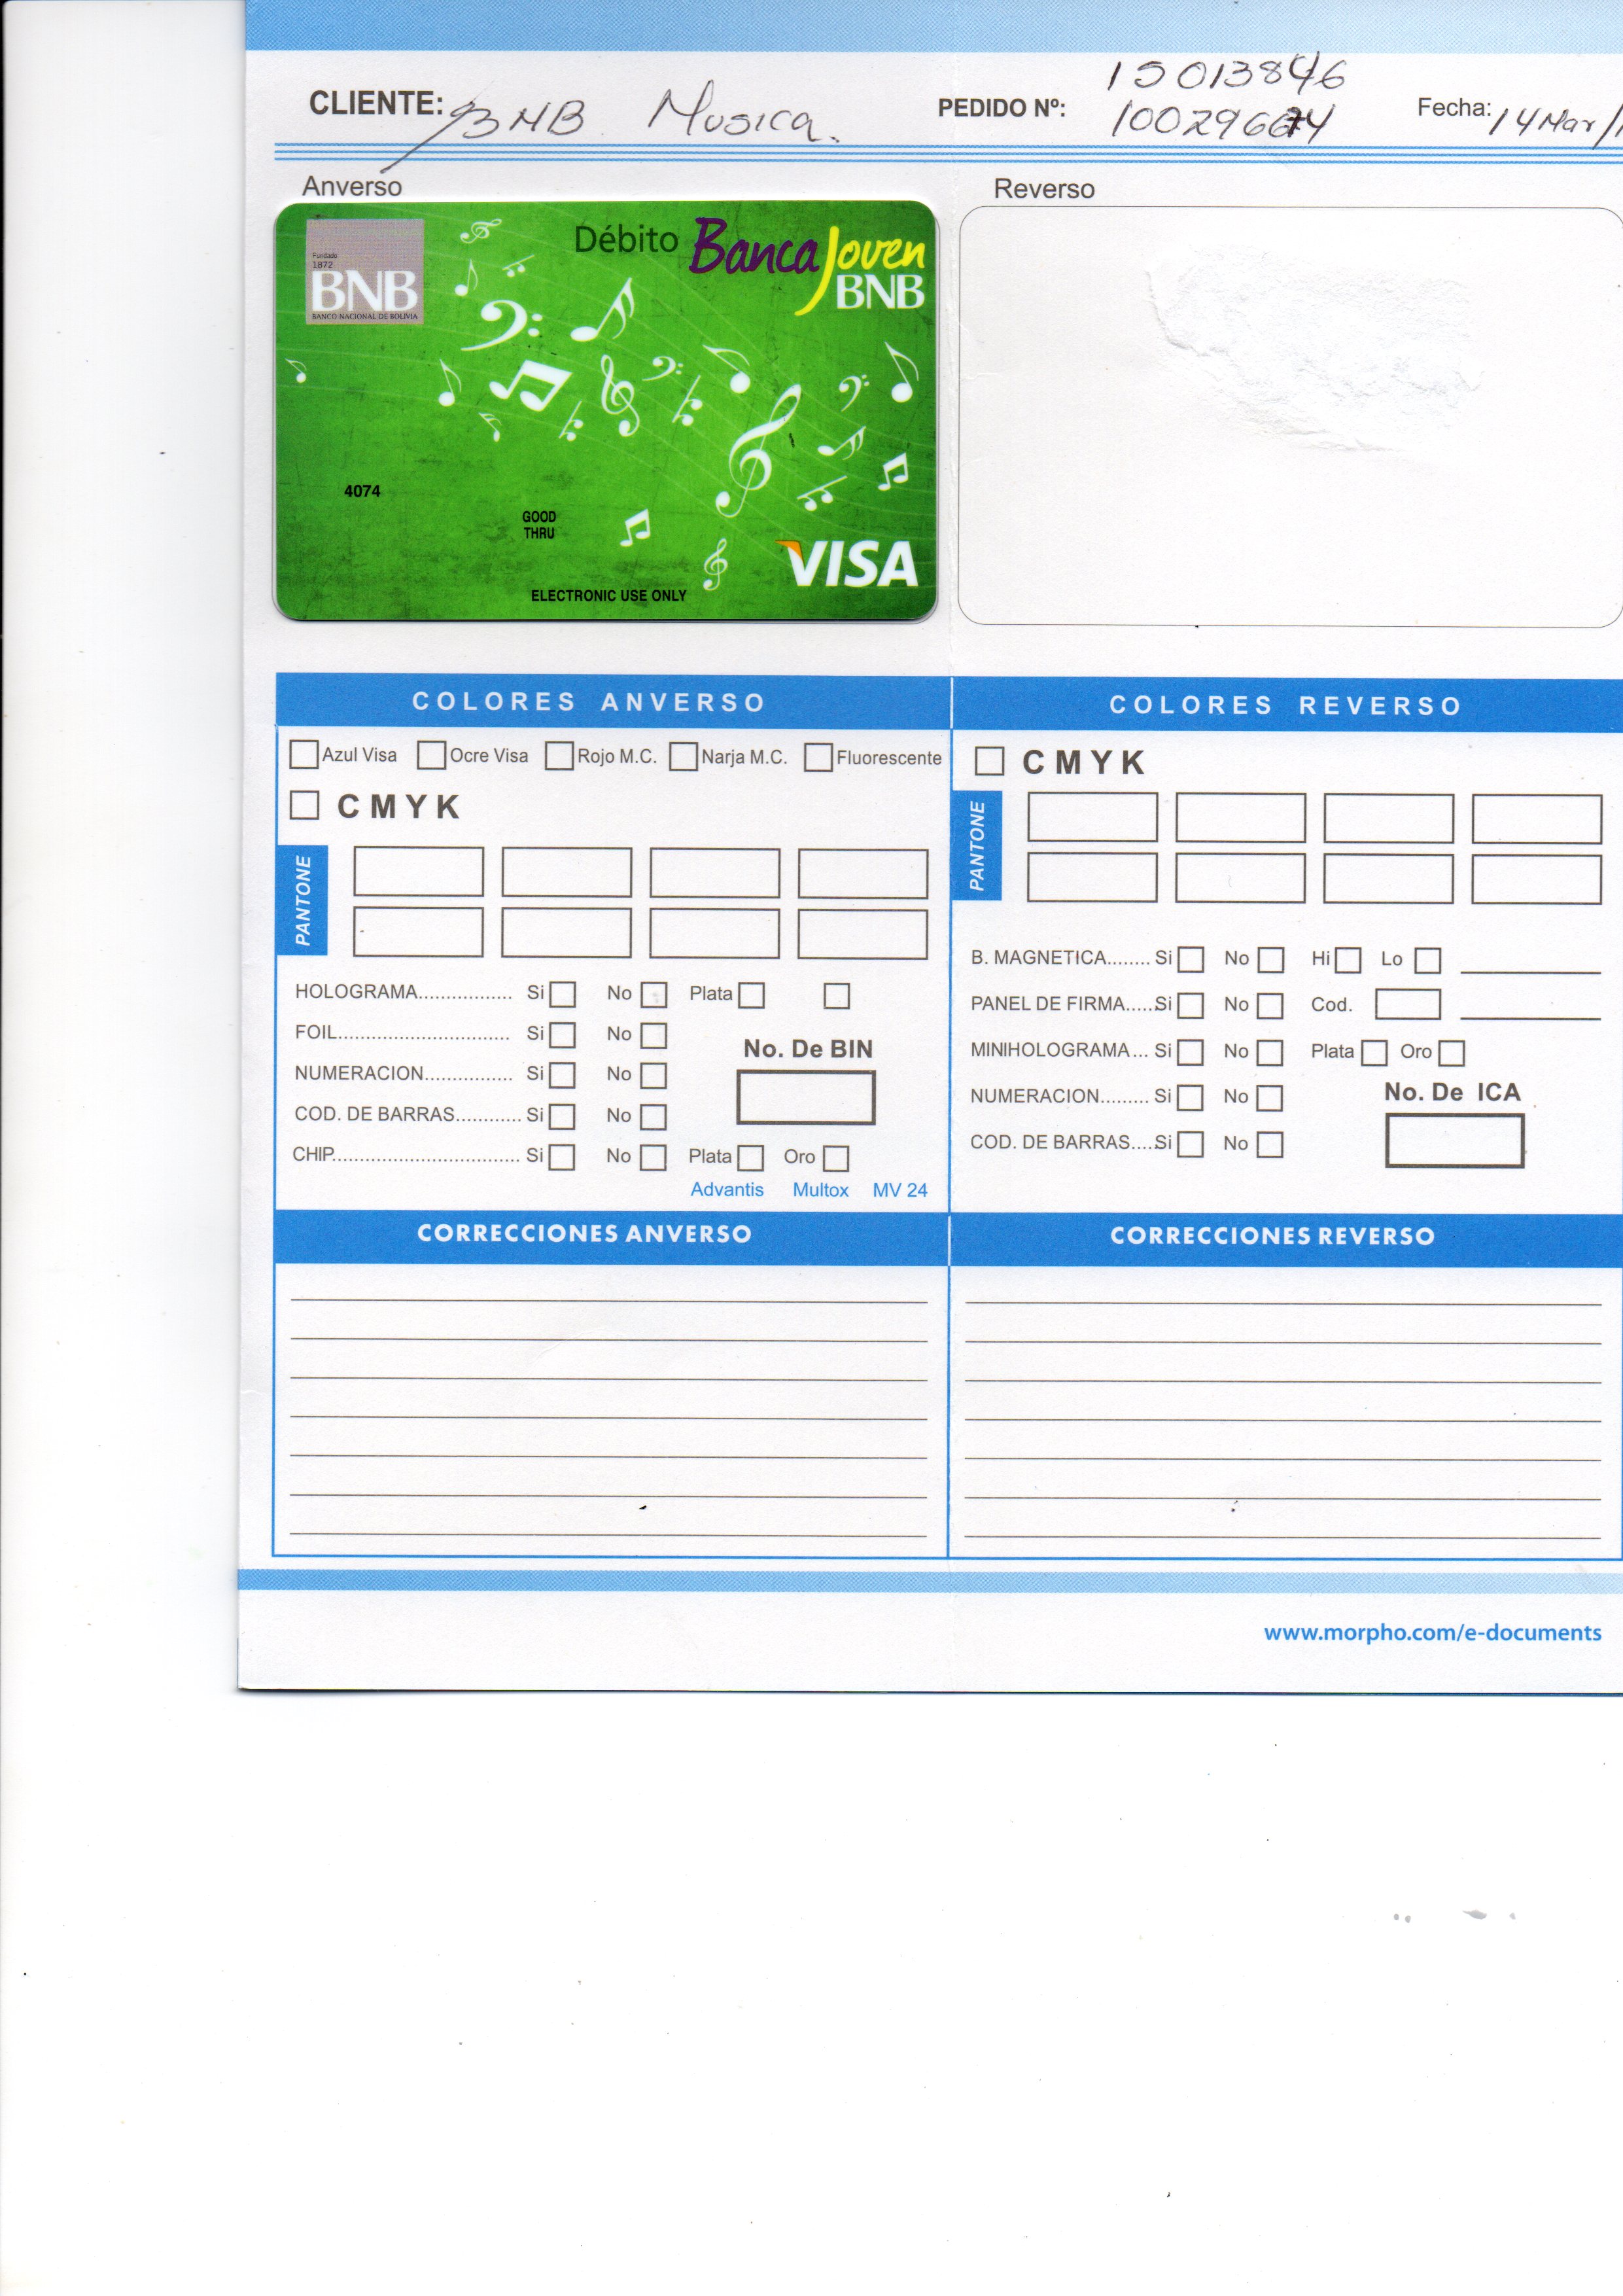 15013846
CLIENTE: BNB Musica. PEDIDO Nº: 10029674 Fecha: 14 Mar/
Anverso Reverso
Débito Banca Joven BNB
Fundado
1872
BNB
BANCO NACIONAL DE BOLIVIA
4074
GOOD
THRU
VISA
ELECTRONIC USE ONLY
COLORES ANVERSO COLORES REVERSO
Azul Visa Ocre Visa Rojo M.C. Narja M.C. Fluorescente CMYK
CMYK
PANTONE PANTONE
B. MAGNETICA........ Si No Hi Lo
HOLOGRAMA................ Si No Plata
PANEL DE FIRMA.....Si No Cod.
FOIL.............................. Si No
No. De BIN
MINIHOLOGRAMA... Si No Plata Oro
NUMERACION............... Si No
NUMERACION......... Si No
No. De ICA
COD. DE BARRAS............ Si No
COD. DE BARRAS....Si No
CHIP................................. Si No Plata Oro
Advantis Multox MV 24
CORRECCIONES ANVERSO CORRECCIONES REVERSO
www.morpho.com/e-documents